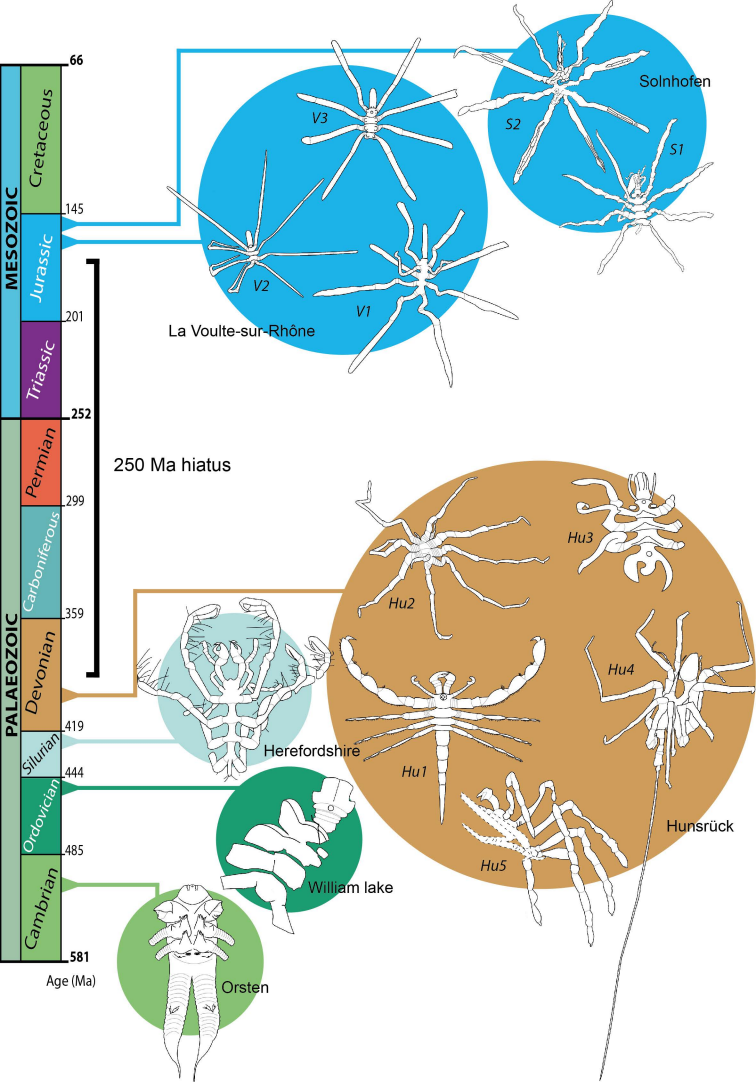 66
MESOZOIC
Cretaceous
145
Jurassic
201
Triassic
252
PALAEOZOIC
Permian
299
Carboniferous
359
Devonian
419
Silurian
444
Ordovician
485
Cambrian
581
Age (Ma)
250 Ma hiatus
Solnhofen
S2
S1
V3
V2
V1
La Voulte-sur-Rhône
Hu3
Hu2
Hu4
Hu1
Hu5
Hunsrück
Herefordshire
William lake
Orsten